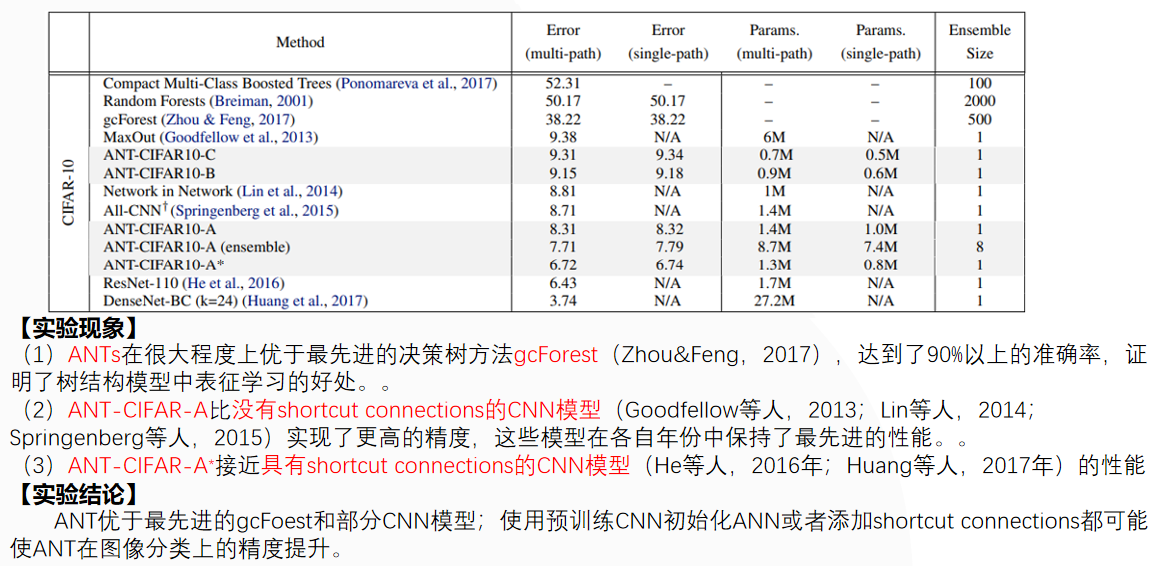 Method Error (multi-path) Error (single-path) Params. (multi-path) Params. (single-path) Ensemble Size
CIFAR-10
Compact Multi-Class Boosted Trees (Ponomareva et al., 2017) 52.31 – – – 100
Random Forests (Breiman, 2001) 50.17 50.17 – – 2000
gcForest (Zhou & Feng, 2017) 38.22 38.22 – – 500
MaxOut (Goodfellow et al., 2013) 9.38 N/A 6M N/A 1
ANT-CIFAR10-C 9.31 9.34 0.7M 0.5M 1
ANT-CIFAR10-B 9.15 9.18 0.9M 0.6M 1
Network in Network (Lin et al., 2014) 8.81 N/A 1M N/A 1
All-CNN† (Springenberg et al., 2015) 8.71 N/A 1.4M N/A 1
ANT-CIFAR10-A 8.31 8.32 1.4M 1.0M 1
ANT-CIFAR10-A (ensemble) 7.71 7.79 8.7M 7.4M 8
ANT-CIFAR10-A* 6.72 6.74 1.3M 0.8M 1
ResNet-110 (He et al., 2016) 6.43 N/A 1.7M N/A 1
DenseNet-BC (k=24) (Huang et al., 2017) 3.74 N/A 27.2M N/A 1
【实验现象】
（1）ANTs在很大程度上优于最先进的决策树方法gcForest（Zhou&Feng，2017），达到了90%以上的准确率，证
明了树结构模型中表征学习的好处。。
（2）ANT-CIFAR-A比没有shortcut connections的CNN模型（Goodfellow等人，2013；Lin等人，2014；
Springenberg等人，2015）实现了更高的精度，这些模型在各自年份中保持了最先进的性能。。
（3）ANT-CIFAR-A*接近具有shortcut connections的CNN模型（He等人，2016年；Huang等人，2017年）的性能
【实验结论】
ANT优于最先进的gcFoest和部分CNN模型；使用预训练CNN初始化ANN或者添加shortcut connections都可能
使ANT在图像分类上的精度提升。